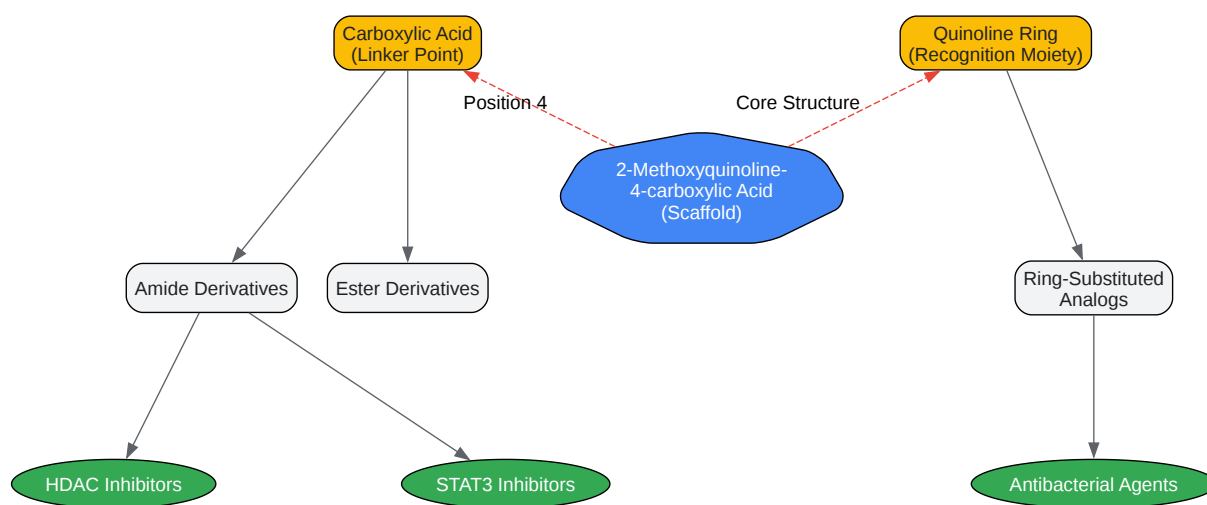 Carboxylic Acid
(Linker Point)
Quinoline Ring
(Recognition Moiety)
Position 4
Core Structure
2-Methoxyquinoline-
4-carboxylic Acid
(Scaffold)
Amide Derivatives
Ester Derivatives
Ring-Substituted
Analogs
HDAC Inhibitors
STAT3 Inhibitors
Antibacterial Agents